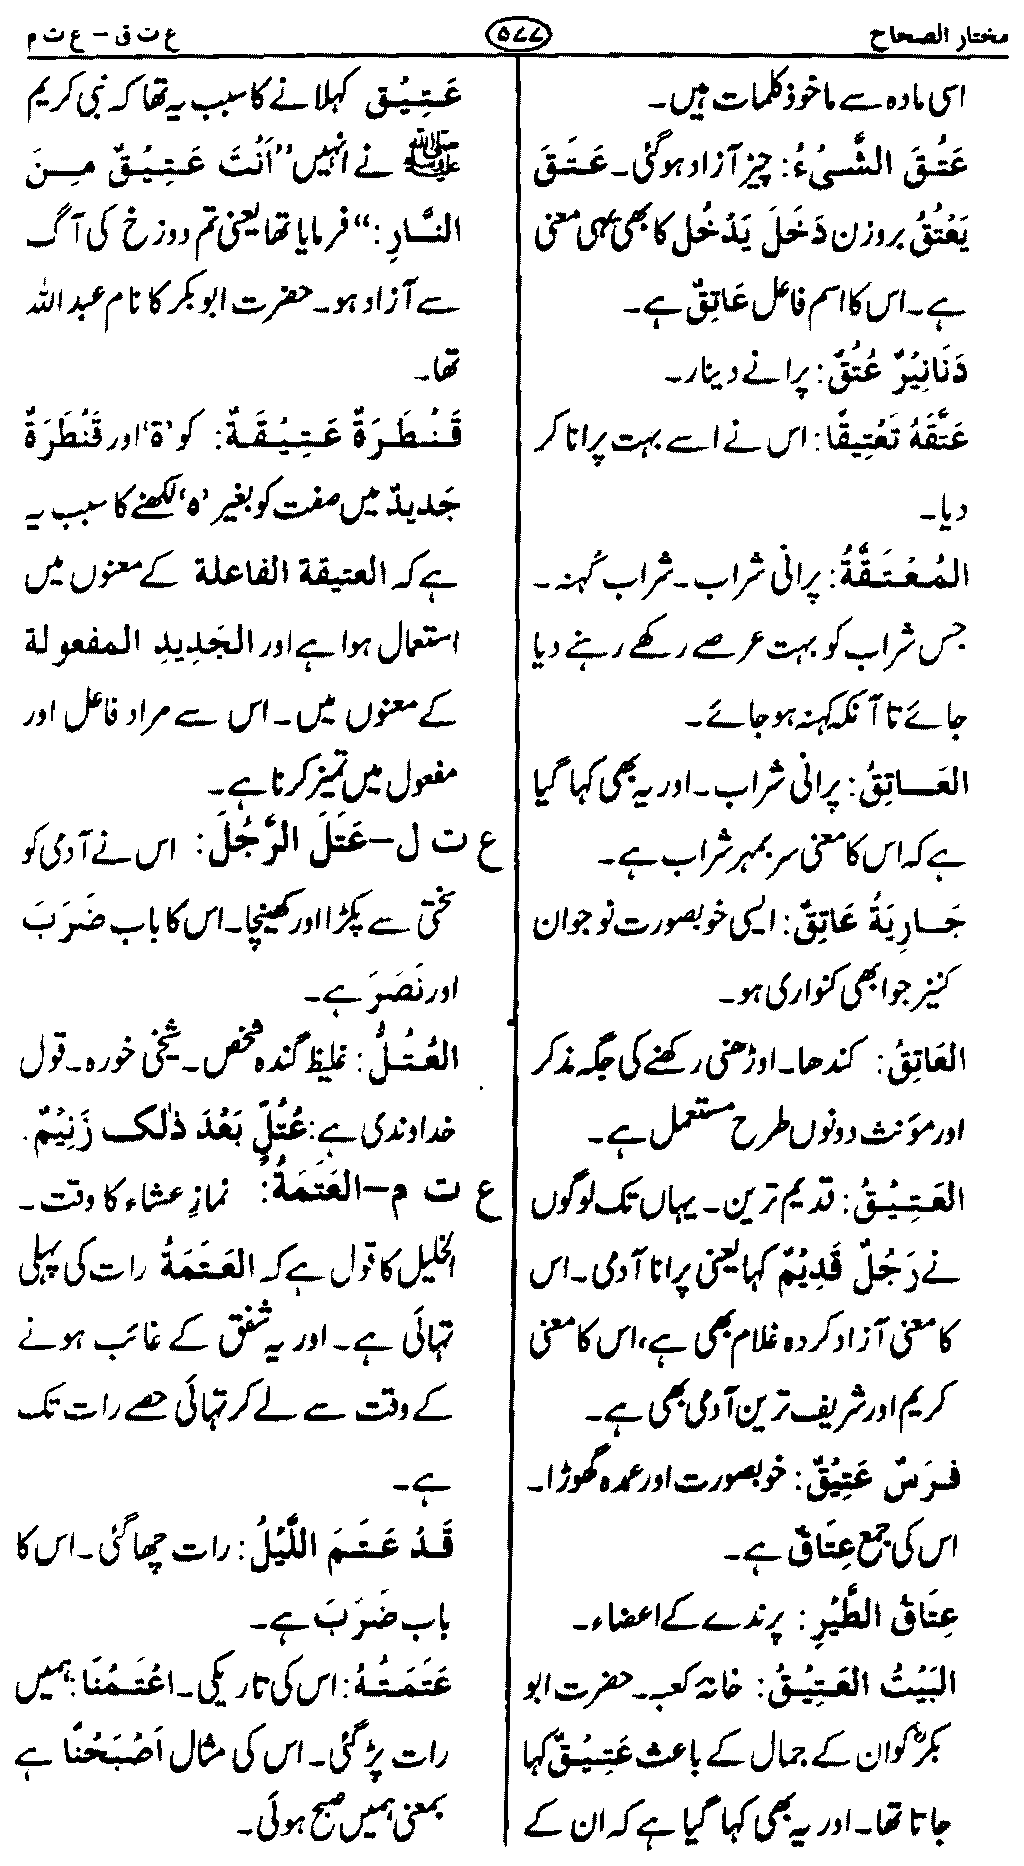 مختار الصحاح
۵۷۷
ع ت ق – ع ت م
اسی مادہ سے ماخوذ کلمات ہیں۔
عَتُقَ الشَّیْءُ: چیز آزاد ہوگئی۔ عَتَقَ
یَعْتُقُ بروزن دَخَلَ یَدْخُل کا بھی یہی معنی
ہے۔ اس کا اسم فاعل عَاتِقٌ ہے۔
دَنَانِیْرٌ عُتُقٌ: پرانے دینار۔
عَتَّقَهُ تَعْتِیقًا: اس نے اسے بہت پرانا کر
دیا۔
المُعْتَقَّةُ: پرانی شراب۔ شراب کُہنہ۔
جس شراب کو بہت عرصے رکھے رہنے دیا
جائے تا آنکہ کہنہ ہو جائے۔
العَاتِقُ: پرانی شراب۔ اور یہ بھی کہا گیا
ہے کہ اس کا معنی سر بمہر شراب ہے۔
جَارِیَةُ عَاتِقٌ: ایسی خوبصورت نوجوان
کنیز جو ابھی کنواری ہو۔
العَاتِقُ: کندھا۔ اوڑھنی رکھنے کی جگہ مذکر
اور مؤنث دونوں طرح مستعمل ہے۔
العَتِیْقُ: قدیم ترین۔ یہاں تک لوگوں
نے رَجُلٌ قَدِیْمٌ کہا یعنی پرانا آدمی۔ اس
کا معنی آزاد کردہ غلام بھی ہے، اس کا معنی
کریم اور شریف ترین آدمی بھی ہے۔
فَرَسٌ عَتِیْقٌ: خوبصورت اور عمدہ گھوڑا۔
اس کی جمع عِتَاقٌ ہے۔
عِتَاقُ الطَّیْرِ: پرندے کے اعضاء۔
البَیْتُ العَتِیْقُ: خانہ کعبہ۔ حضرت ابو
بکرؓ کو ان کے جمال کے باعث عَتِیْقٌ کہا
جاتا تھا۔ اور یہ بھی کہا گیا ہے کہ ان کے
عَتِیْق کہلانے کا سبب یہ تھا کہ نبی کریم
ﷺ نے انہیں ”اَنْتَ عَتِیْقٌ مِنَ
النَّارِ:“ فرمایا تھا یعنی تم دوزخ کی آگ
سے آزاد ہو۔ حضرت ابوبکر کا نام عبداللہ
تھا۔
قَنْطَرَةٌ عَتِیْقَةٌ: کو ’ة‘ اور قَنْطَرَةٌ
جَدیدٌ میں صفت کو بغیر ’ہ‘ لکھنے کا سبب یہ
ہے کہ العتیقة الفاعلة کے معنوں میں
استعمال ہوا ہے اور الجَدِیدِ المفعولة
کے معنوں میں۔ اس سے مراد فاعل اور
مفعول میں تمیز کرنا ہے۔
ع ت ل – عَتَلَ الرَّجُلَ: اس نے آدمی کو
سختی سے پکڑا اور کھینچا۔ اس کا باب ضَرَبَ
اور نَصَرَ ہے۔
العُتُلُّ: غلیظ گندہ شخص۔ شیخی خورہ۔ قول
خداوندی ہے: عُتُلٍّ بَعْدَ ذٰلک زَنِیْمٌ.
ع ت م – العَتَمَةُ: نمازِ عشاء کا وقت۔
الخلیل کا قول ہے کہ العَتَمَةُ رات کی پہلی
تہائی ہے۔ اور یہ شفق کے غائب ہونے
کے وقت سے لے کر تہائی حصے رات تک
ہے۔
قَدْ عَتَمَ اللَّیْلُ: رات چھا گئی۔ اس کا
باب ضَرَبَ ہے۔
عَتَمَتُهُ: اس کی تاریکی۔ اعْتَمْنَا: ہمیں
رات پڑ گئی۔ اس کی مثال اَصْبَحْنَا ہے
بمعنی ہمیں صبح ہوئی۔